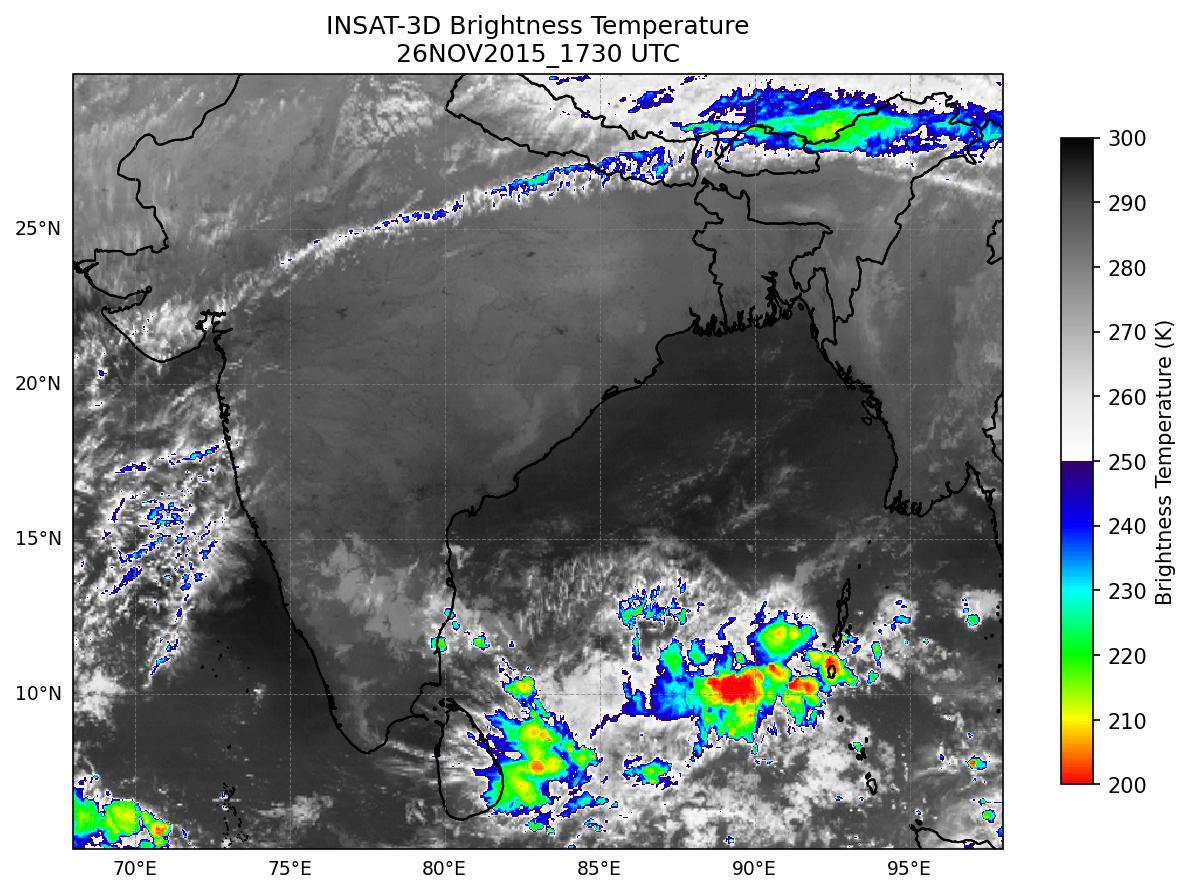 INSAT-3D Brightness Temperature
26NOV2015_1730 UTC
25°N
20°N
15°N
10°N
70°E
75°E
80°E
85°E
90°E
95°E
300
290
280
270
260
250
240
230
220
210
200
Brightness Temperature (K)